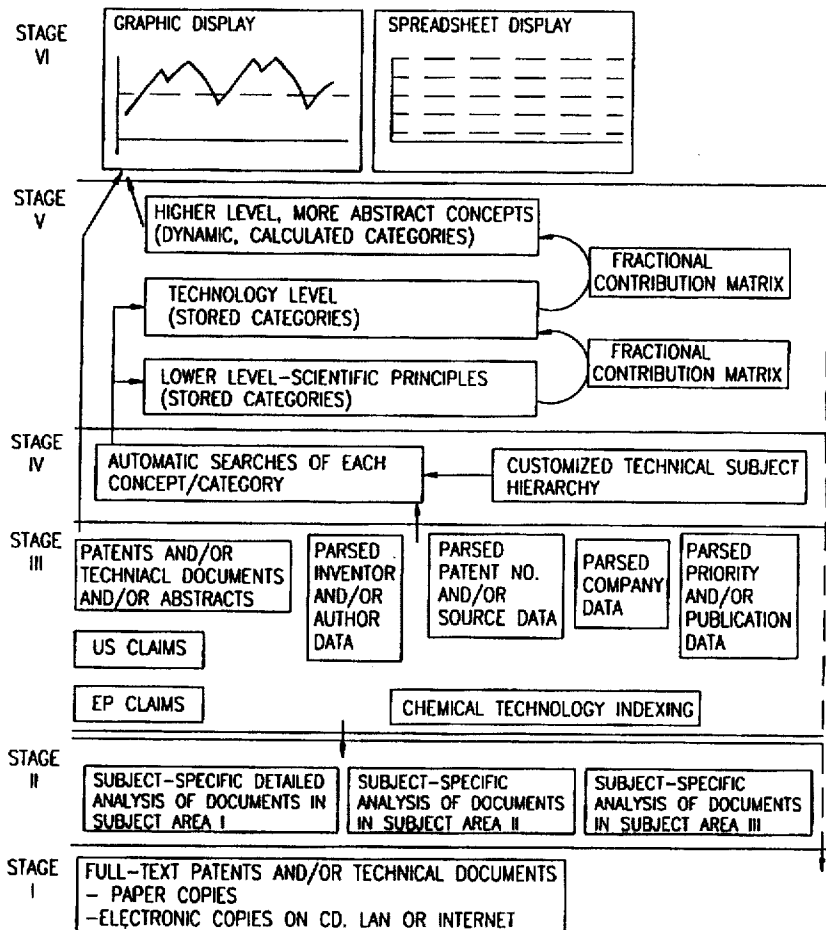 STAGE
VI
GRAPHIC DISPLAY
SPREADSHEET DISPLAY
STAGE
V
HIGHER LEVEL, MORE ABSTRACT CONCEPTS
(DYNAMIC, CALCULATED CATEGORIES)
FRACTIONAL
CONTRIBUTION MATRIX
TECHNOLOGY LEVEL
(STORED CATEGORIES)
FRACTIONAL
CONTRIBUTION MATRIX
LOWER LEVEL-SCIENTIFIC PRINCIPLES
(STORED CATEGORIES)
STAGE
IV
AUTOMATIC SEARCHES OF EACH
CONCEPT/CATEGORY
CUSTOMIZED TECHNICAL SUBJECT
HIERARCHY
STAGE
III
PATENTS AND/OR
TECHNIACL DOCUMENTS
AND/OR ABSTRACTS
PARSED
INVENTOR
AND/OR
AUTHOR
DATA
PARSED
PATENT NO.
AND/OR
SOURCE DATA
PARSED
COMPANY
DATA
PARSED
PRIORITY
AND/OR
PUBLICATION
DATA
US CLAIMS
EP CLAIMS
CHEMICAL TECHNOLOGY INDEXING
STAGE
II
SUBJECT-SPECIFIC DETAILED
ANALYSIS OF DOCUMENTS IN
SUBJECT AREA I
SUBJECT-SPECIFIC
ANALYSIS OF DOCUMENTS
IN SUBJECT AREA II
SUBJECT-SPECIFIC
ANALYSIS OF DOCUMENTS
IN SUBJECT AREA III
STAGE
I
FULL-TEXT PATENTS AND/OR TECHNICAL DOCUMENTS
- PAPER COPIES
-ELECTRONIC COPIES ON CD. LAN OR INTERNET